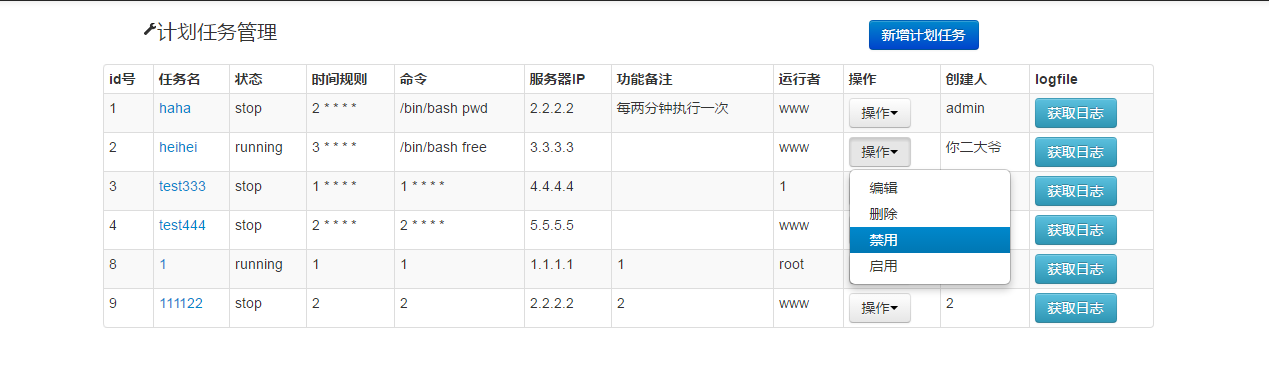 计划任务管理
新增计划任务
id号 任务名 状态 时间规则 命令 服务器IP 功能备注 运行者 操作 创建人 logfile
1 haha stop 2 * * * * /bin/bash pwd 2.2.2.2 每两分钟执行一次 www 操作 admin 获取日志
2 heihei running 3 * * * * /bin/bash free 3.3.3.3 www 操作 你二大爷 获取日志
3 test333 stop 1 * * * * 1 * * * * 4.4.4.4 1 获取日志
编辑
删除
4 test444 stop 2 * * * * 2 * * * * 5.5.5.5 www 获取日志
禁用
8 1 running 1 1 1.1.1.1 1 root 获取日志
启用
9 111122 stop 2 2 2.2.2.2 2 www 操作 2 获取日志